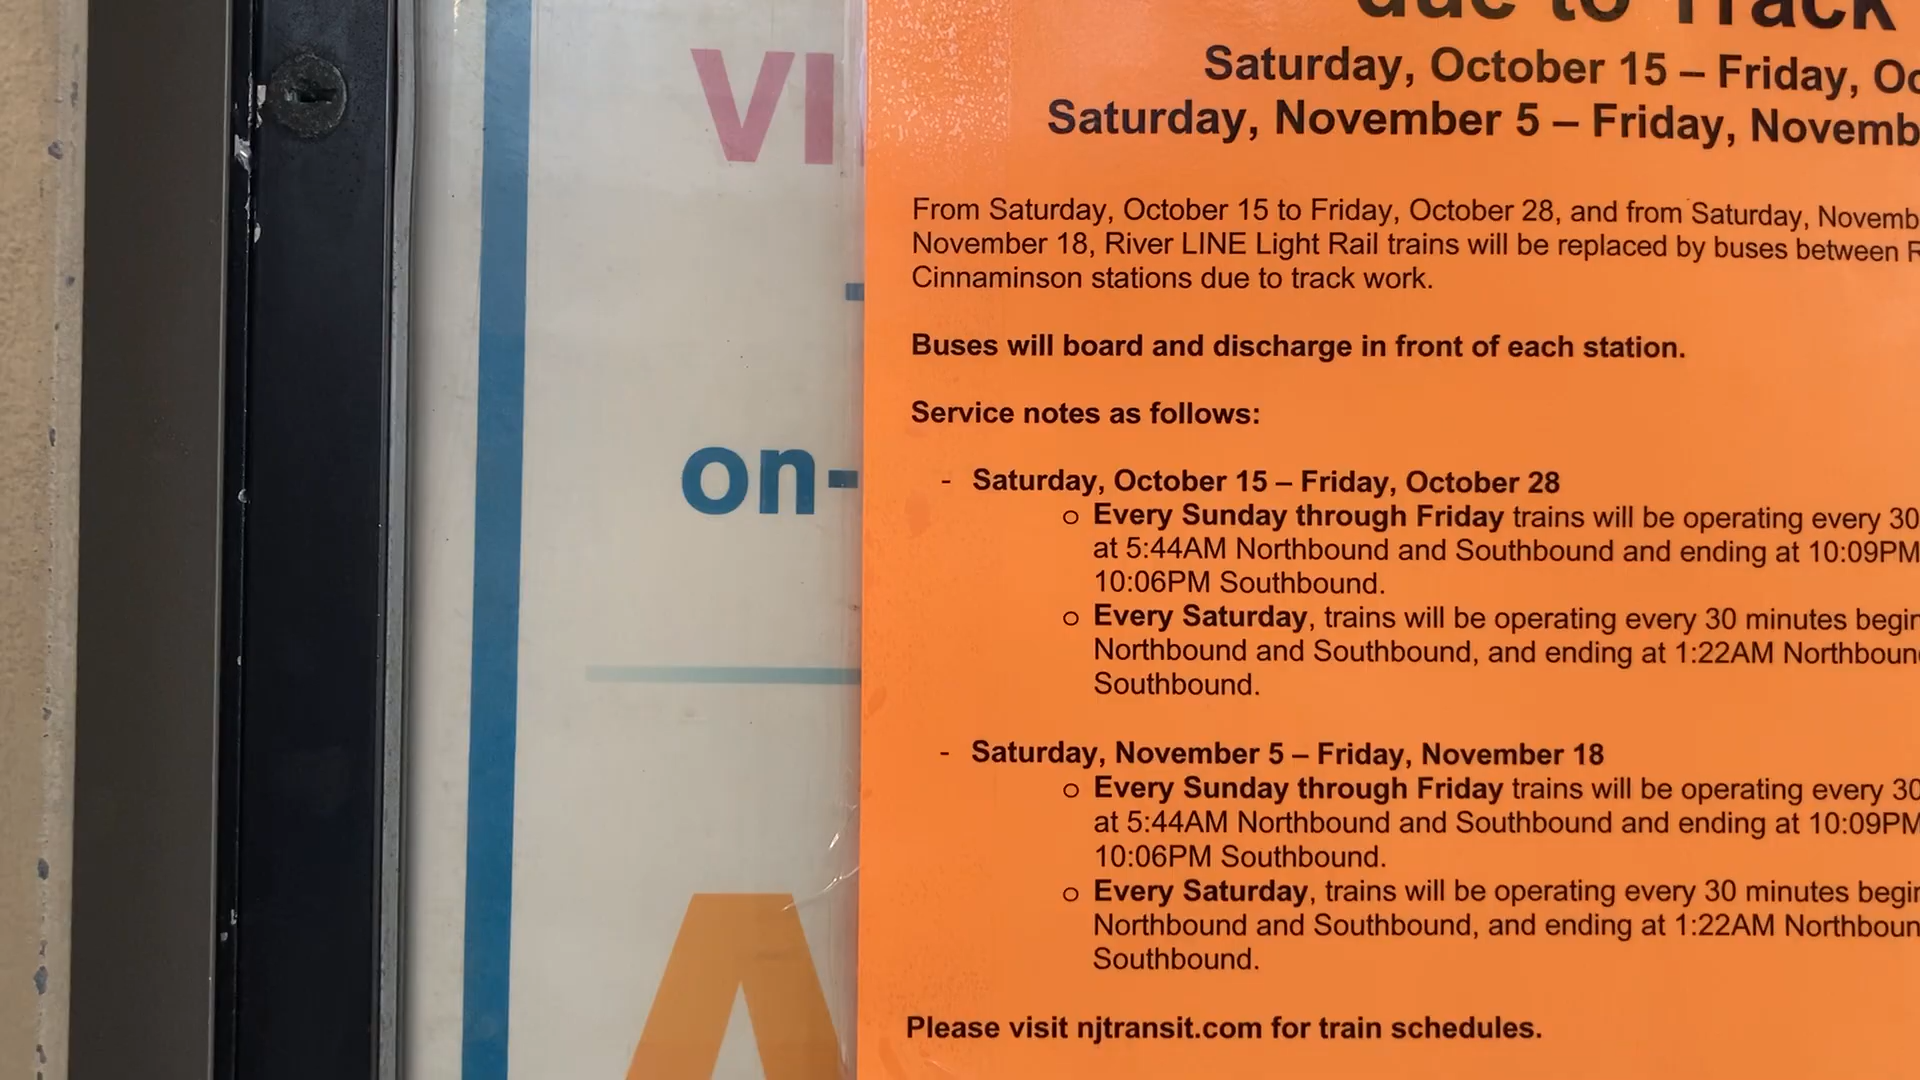 due to Track
Saturday, October 15 – Friday, Oc
Saturday, November 5 – Friday, Novemb
VI
From Saturday, October 15 to Friday, October 28, and from Saturday, Novemb
November 18, River LINE Light Rail trains will be replaced by buses between R
Cinnaminson stations due to track work.
Buses will board and discharge in front of each station.
Service notes as follows:
on-
- Saturday, October 15 – Friday, October 28
o Every Sunday through Friday trains will be operating every 30
at 5:44AM Northbound and Southbound and ending at 10:09PM
10:06PM Southbound.
o Every Saturday, trains will be operating every 30 minutes begin
Northbound and Southbound, and ending at 1:22AM Northboun
Southbound.
- Saturday, November 5 – Friday, November 18
o Every Sunday through Friday trains will be operating every 30
at 5:44AM Northbound and Southbound and ending at 10:09PM
10:06PM Southbound.
o Every Saturday, trains will be operating every 30 minutes begin
Northbound and Southbound, and ending at 1:22AM Northboun
Southbound.
A
Please visit njtransit.com for train schedules.